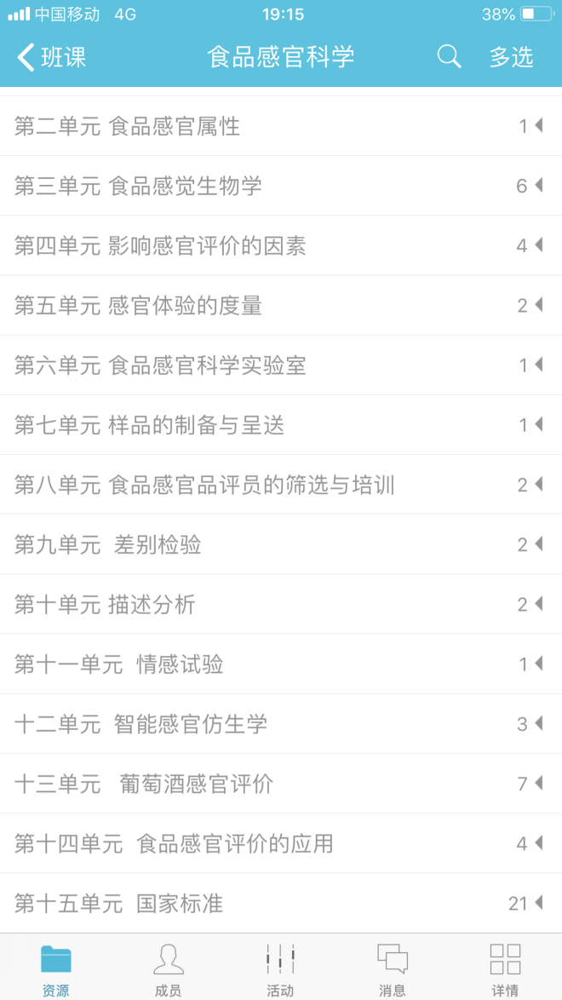 中国移动 4G 19:15 38%
班课 食品感官科学 多选
第二单元 食品感官属性 1
第三单元 食品感觉生物学 6
第四单元 影响感官评价的因素 4
第五单元 感官体验的度量 2
第六单元 食品感官科学实验室 1
第七单元 样品的制备与呈送 1
第八单元 食品感官品评员的筛选与培训 2
第九单元 差别检验 2
第十单元 描述分析 2
第十一单元 情感试验 1
十二单元 智能感官仿生学 3
十三单元 葡萄酒感官评价 7
第十四单元 食品感官评价的应用 4
第十五单元 国家标准 21
资源 成员 活动 消息 详情